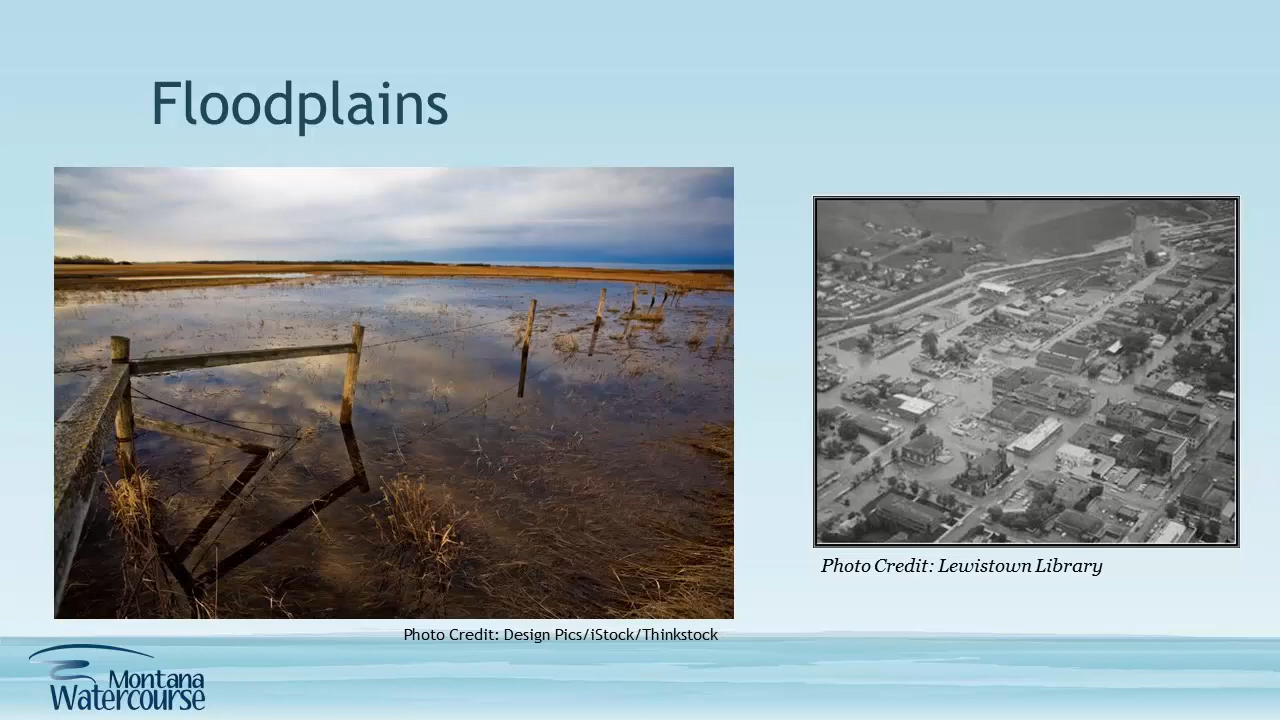 Floodplains
Photo Credit: Lewistown Library
Photo Credit: Design Pics/iStock/Thinkstock
Montana
Watercourse